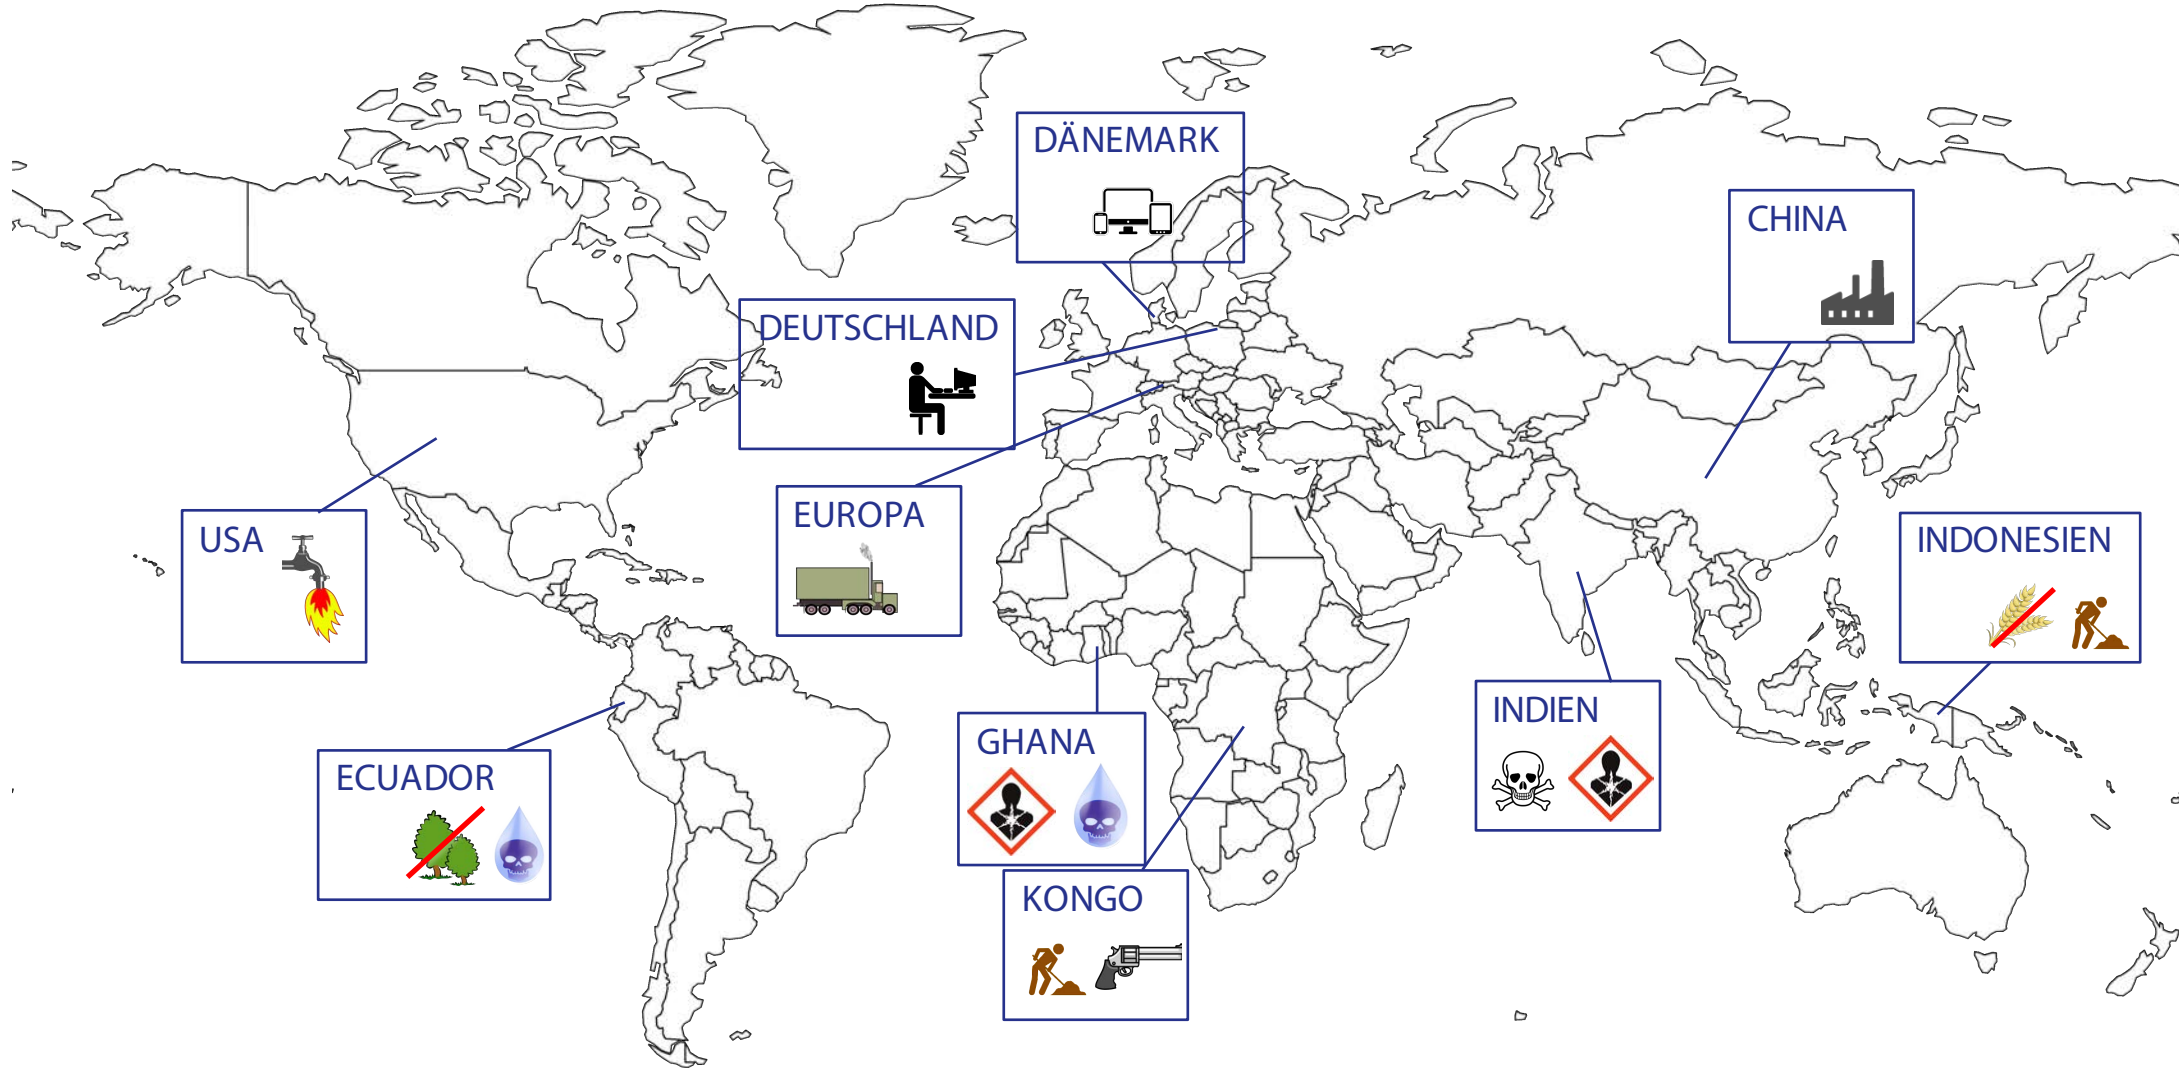 DÄNEMARK
CHINA
DEUTSCHLAND
EUROPA
USA
INDONESIEN
INDIEN
GHANA
ECUADOR
KONGO